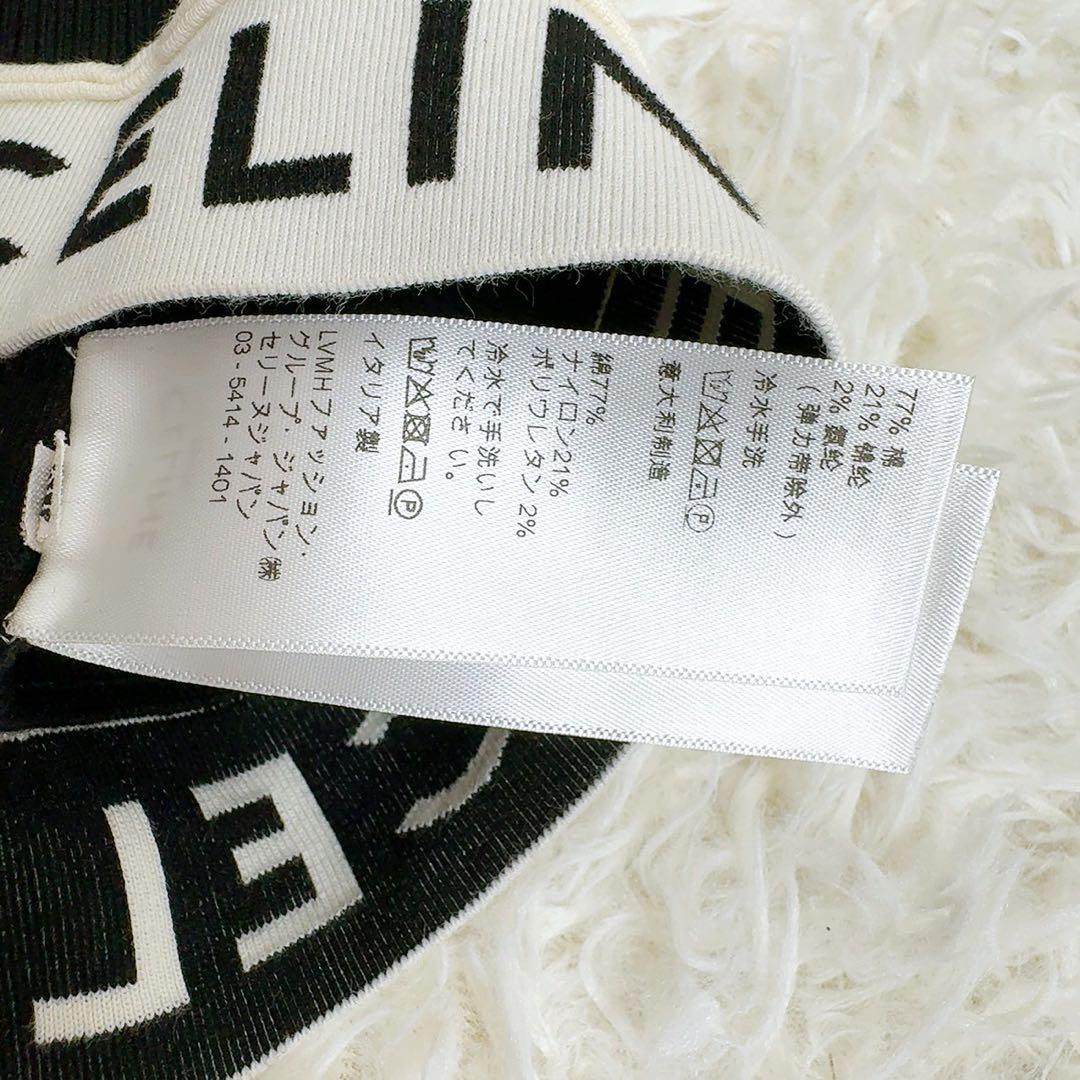 CELIN
77% 棉
21% 锦纶
2% 氨纶
(弹力带除外)
冷水手洗
意大利制造
綿77%
ナイロン21%
ポリウレタン 2%
冷水で手洗いし
てください。
イタリア製
LVMHファッション・
グループ・ジャパン㈱
セリーヌジャパン
03-5414-1401
CEL